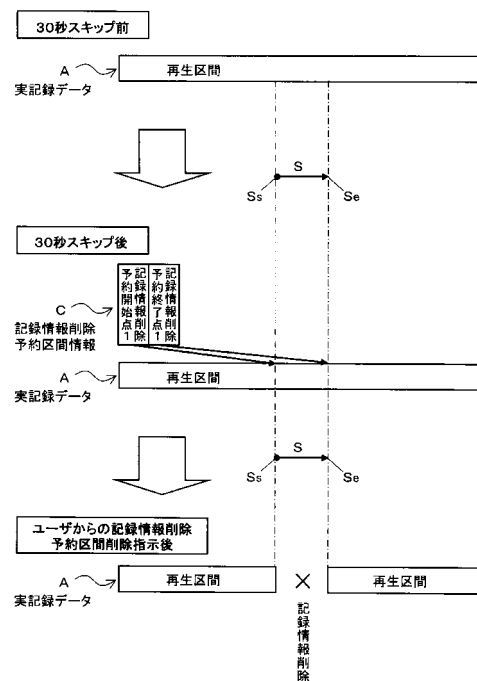 30秒スキップ前
A
実記録データ
再生区間
S
Ss
Se
30秒スキップ後
C
記録情報削除
予約区間情報
記録情報削除
予約開始点1
記録情報削除
予約終了点1
A
実記録データ
再生区間
S
Ss
Se
ユーザからの記録情報削除
予約区間削除指示後
A
実記録データ
再生区間
×
再生区間
記録情報削除